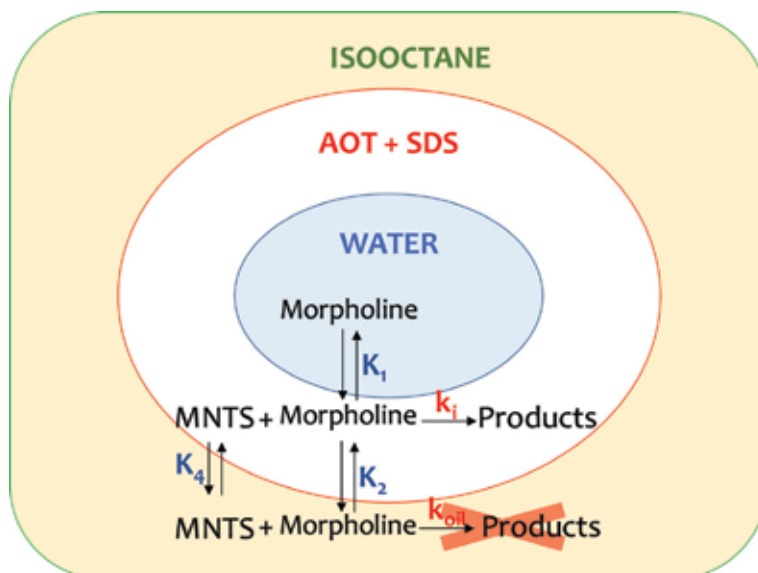 ISOOCTANE
AOT + SDS
WATER
Morpholine
K₁
MNTS + Morpholine kᵢ Products
K₄ K₂
MNTS + Morpholine kₒᵢₗ Products